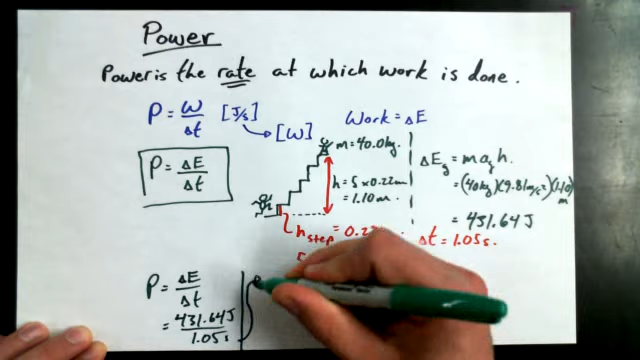 Power
Power is the rate at which work is done.
P = W/Δt [J/s]
[W]
Work = ΔE
P = ΔE/Δt
m = 40.0kg.
h = 5 x 0.22m
= 1.10m.
h step = 0.2
ΔEg = m ag h.
= (40kg)(9.81m/s²)(1.10)
m
= 431.64 J
Δt = 1.05s.
P = ΔE/Δt
= 431.64J/1.05s